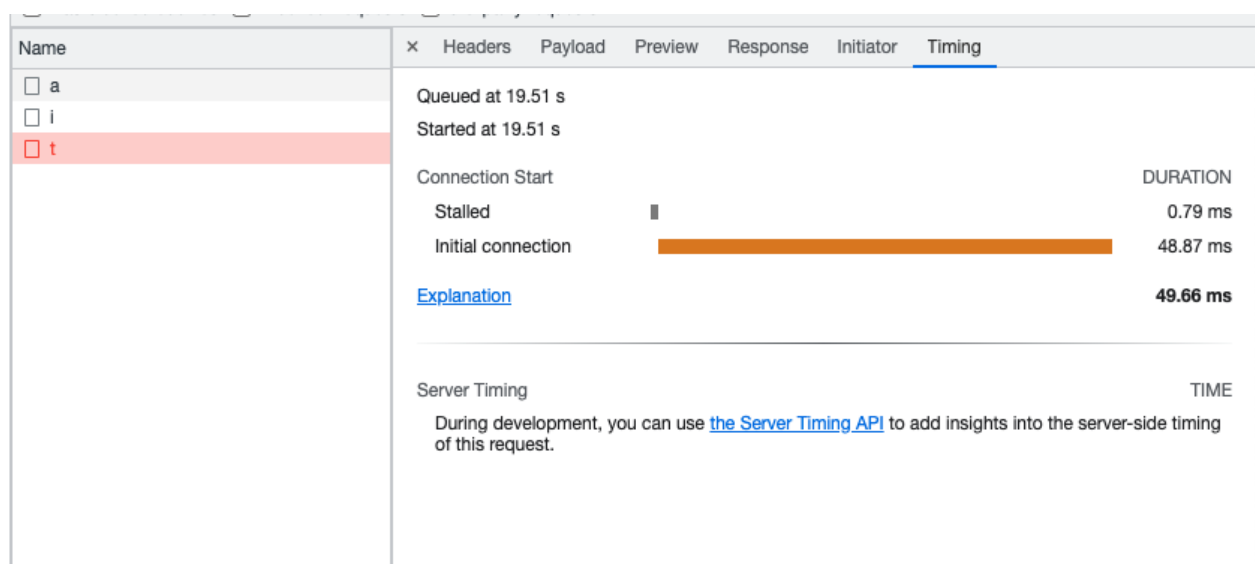 Name
× Headers Payload Preview Response Initiator Timing
a
i
t
Queued at 19.51 s
Started at 19.51 s
Connection Start DURATION
Stalled 0.79 ms
Initial connection 48.87 ms
Explanation 49.66 ms
Server Timing TIME
During development, you can use the Server Timing API to add insights into the server-side timing
of this request.